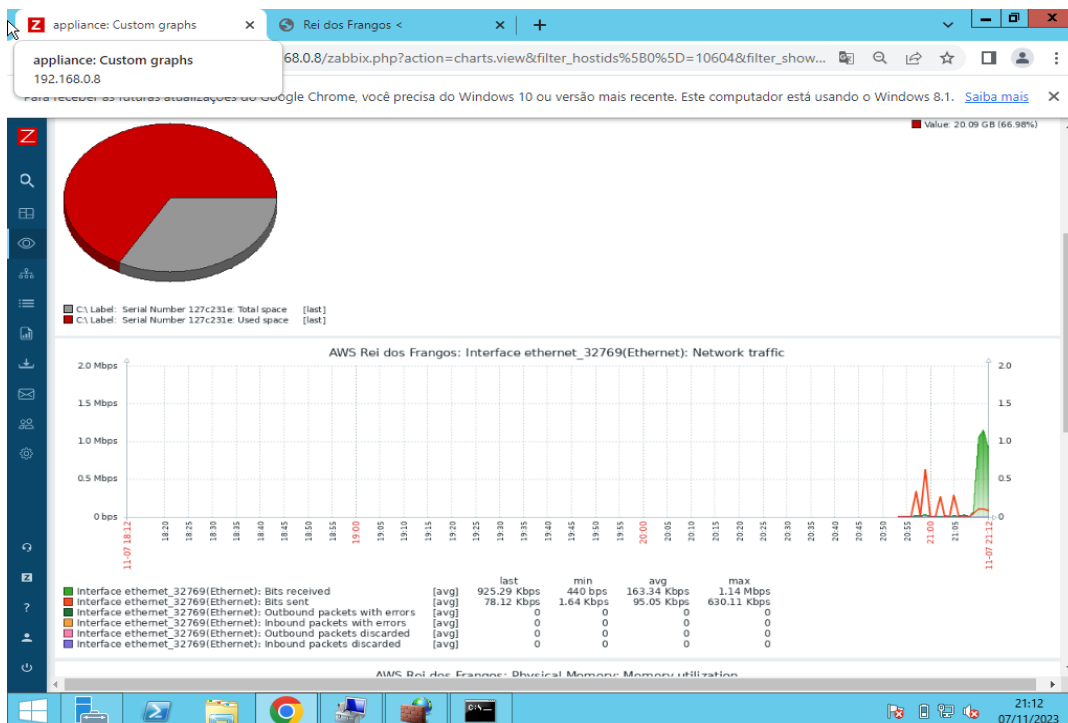 appliance: Custom graphs
Rei dos Frangos <
appliance: Custom graphs
192.168.0.8
68.0.8/zabbix.php?action=charts.view&filter_hostids%5B0%5D=10604&filter_show...
Para receber as futuras atualizações do Google Chrome, você precisa do Windows 10 ou versão mais recente. Este computador está usando o Windows 8.1. Saiba mais
Z
Value: 20.09 GB (66.98%)
C:\ Label: Serial Number 127c231e: Total space [last]
C:\ Label: Serial Number 127c231e: Used space [last]
AWS Rei dos Frangos: Interface ethernet_32769(Ethernet): Network traffic
2.0 Mbps 2.0
1.5 Mbps 1.5
1.0 Mbps 1.0
0.5 Mbps 0.5
0 bps 0
11-07 18:12 18:20 18:25 18:30 18:35 18:40 18:45 18:50 18:55 19:00 19:05 19:10 19:15 19:20 19:25 19:30 19:35 19:40 19:45 19:50 19:55 20:00 20:05 20:10 20:15 20:20 20:25 20:30 20:35 20:40 20:45 20:50 20:55 21:00 21:05 11-07 21:12
last min avg max
Interface ethernet_32769(Ethernet): Bits received [avg] 925.29 Kbps 440 bps 163.34 Kbps 1.14 Mbps
Interface ethernet_32769(Ethernet): Bits sent [avg] 78.12 Kbps 1.64 Kbps 95.05 Kbps 630.11 Kbps
Interface ethernet_32769(Ethernet): Outbound packets with errors [avg] 0 0 0 0
Interface ethernet_32769(Ethernet): Inbound packets with errors [avg] 0 0 0 0
Interface ethernet_32769(Ethernet): Outbound packets discarded [avg] 0 0 0 0
Interface ethernet_32769(Ethernet): Inbound packets discarded [avg] 0 0 0 0
AWS Rei dos Frangos: Physical Memory: Memory utilization
21:12
07/11/2023